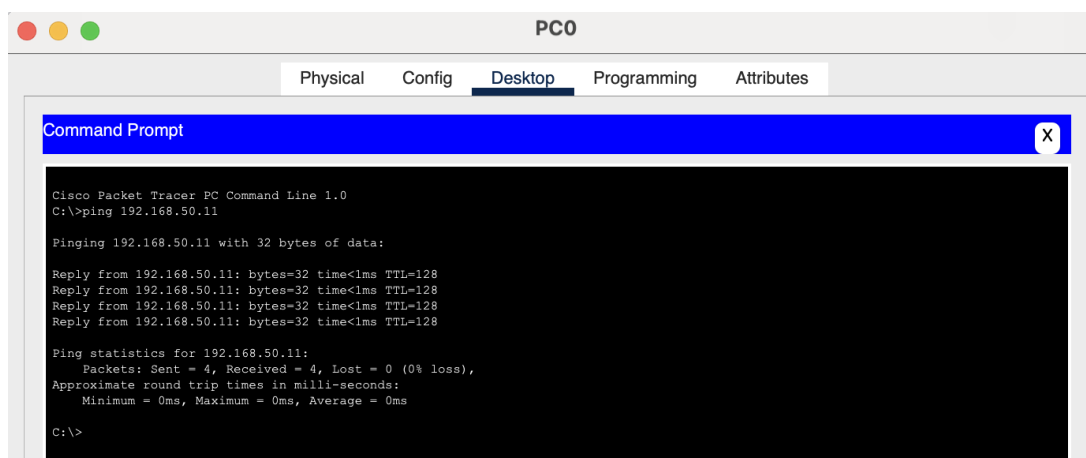 PC0
Physical Config Desktop Programming Attributes
Command Prompt
X
Cisco Packet Tracer PC Command Line 1.0
C:\>ping 192.168.50.11
Pinging 192.168.50.11 with 32 bytes of data:
Reply from 192.168.50.11: bytes=32 time<1ms TTL=128
Reply from 192.168.50.11: bytes=32 time<1ms TTL=128
Reply from 192.168.50.11: bytes=32 time<1ms TTL=128
Reply from 192.168.50.11: bytes=32 time<1ms TTL=128
Ping statistics for 192.168.50.11:
Packets: Sent = 4, Received = 4, Lost = 0 (0% loss),
Approximate round trip times in milli-seconds:
Minimum = 0ms, Maximum = 0ms, Average = 0ms
C:\>